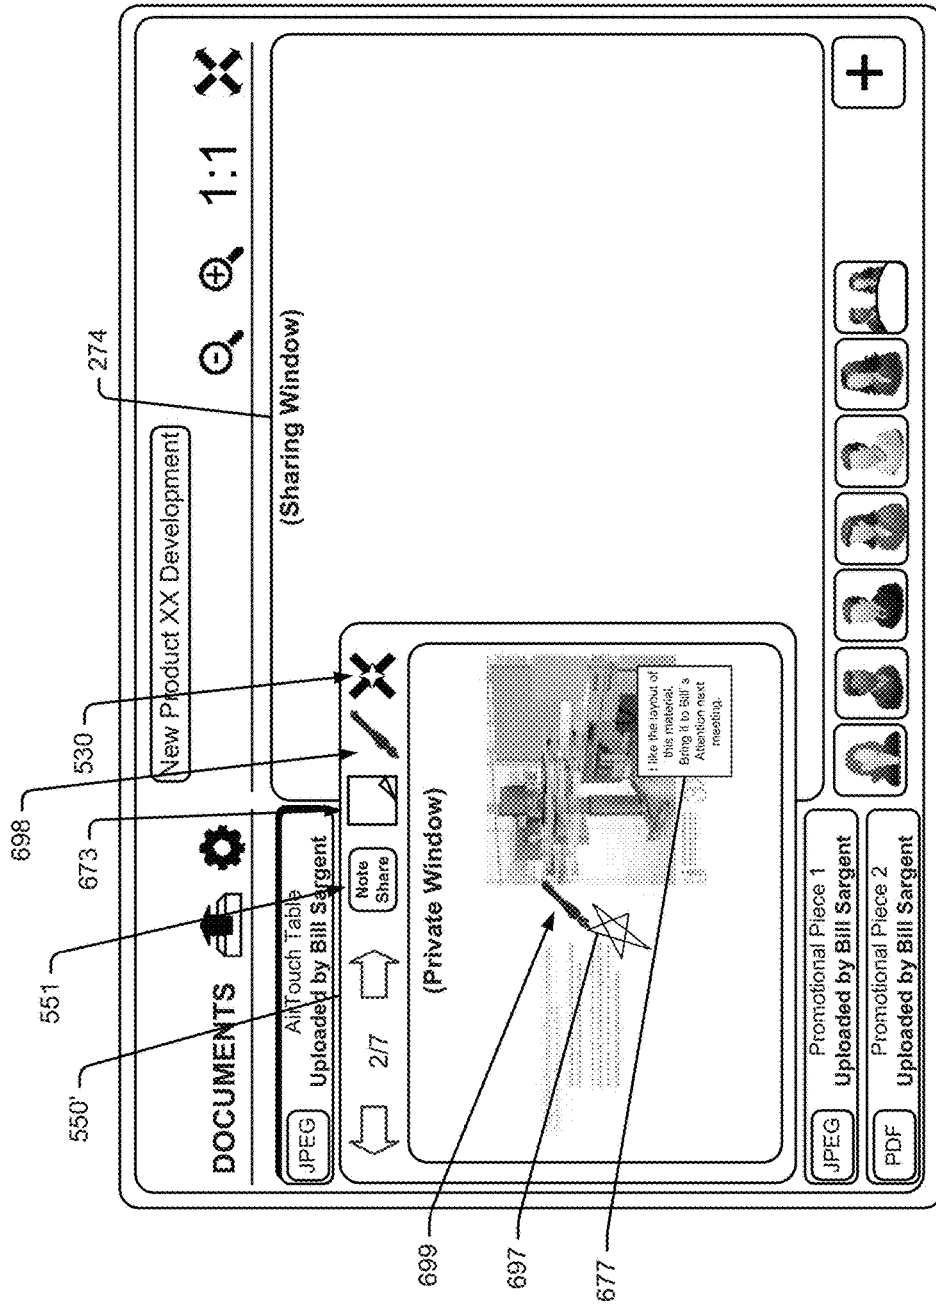 New Product XX Development
DOCUMENTS
1:1
274
(Sharing Window)
JPEG
AirTouch Table
Uploaded by Bill Sargent
550'
551
673
698
530
2/7
Note
Share
(Private Window)
I like the layout of
this material.
Bring it to Bill's
Attention next
meeting.
699
697
677
JPEG
Promotional Piece 1
Uploaded by Bill Sargent
PDF
Promotional Piece 2
Uploaded by Bill Sargent